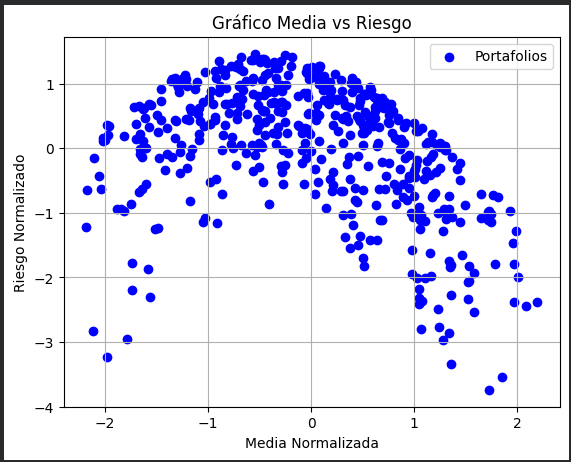 Gráfico Media vs Riesgo
Portafolios
Riesgo Normalizado
1
0
−1
−2
−3
−4
−2
−1
0
1
2
Media Normalizada